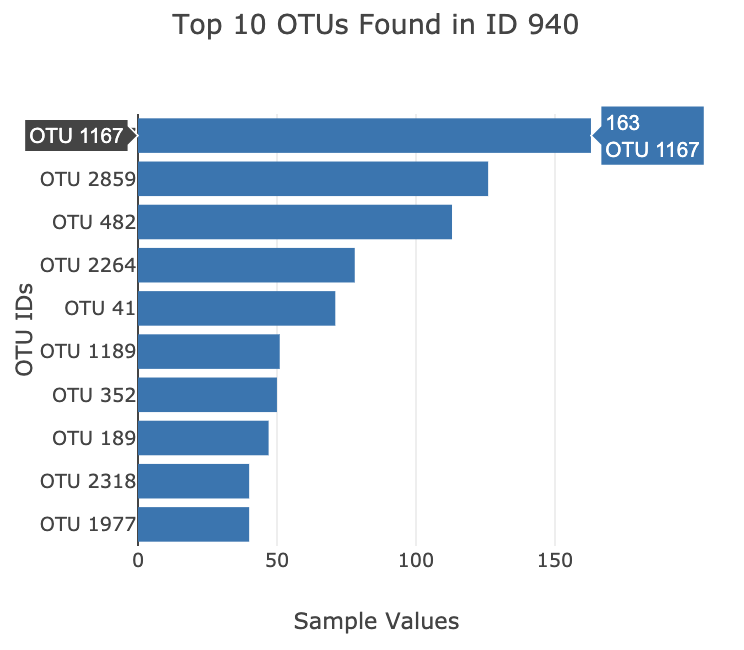 Top 10 OTUs Found in ID 940
OTU 1167
163
OTU 1167
OTU 2859
OTU 482
OTU 2264
OTU 41
OTU 1189
OTU 352
OTU 189
OTU 2318
OTU 1977
OTU IDs
0 50 100 150
Sample Values